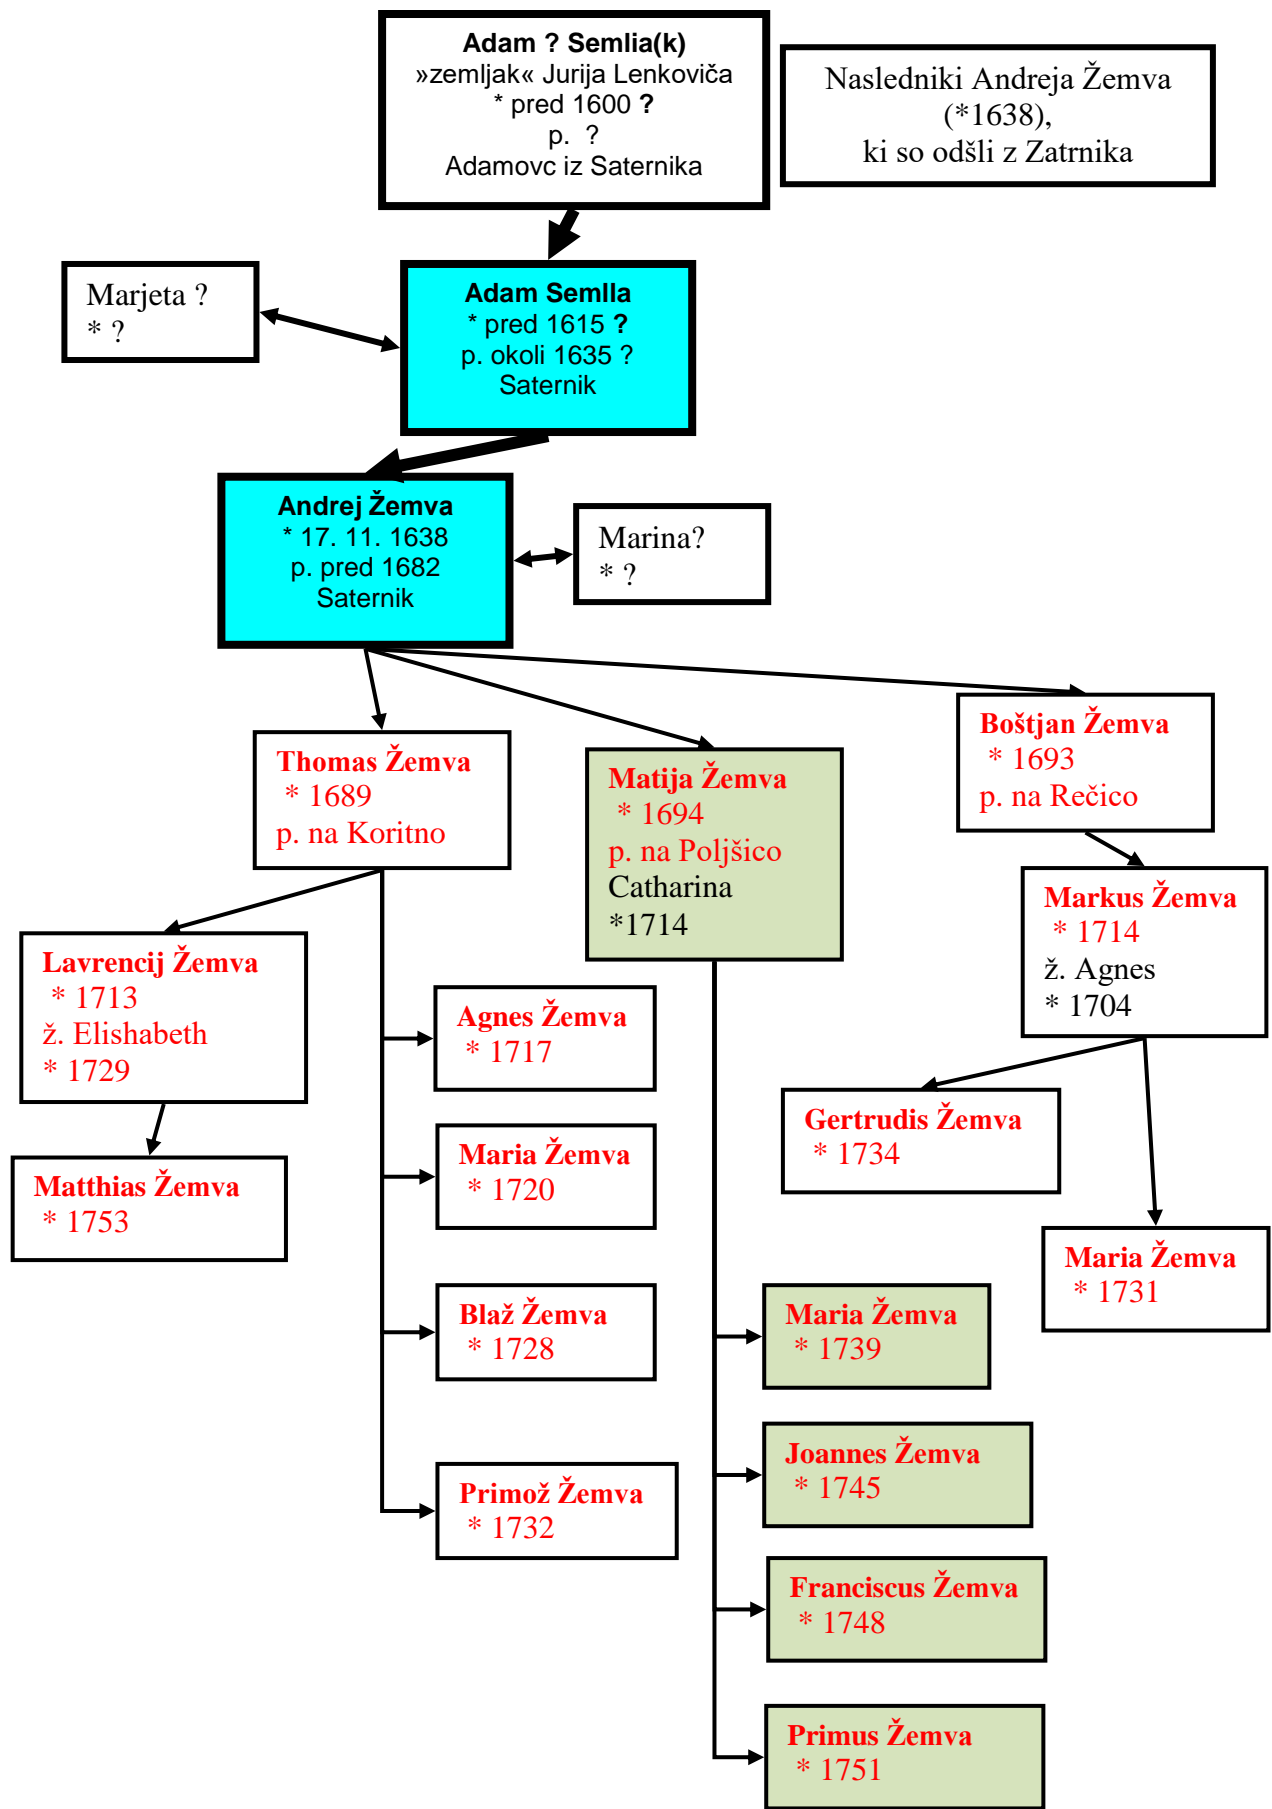 Adam ? Semlia(k)
»zemljak« Jurija Lenkoviča
* pred 1600 ?
p. ?
Adamovc iz Saternika
Nasledniki Andreja Žemva
(*1638),
ki so odšli z Zatrnika
Marjeta ?
* ?
Adam Semlla
* pred 1615 ?
p. okoli 1635 ?
Saternik
Andrej Žemva
* 17. 11. 1638
p. pred 1682
Saternik
Marina?
* ?
Thomas Žemva
* 1689
p. na Koritno
Matija Žemva
* 1694
p. na Poljšico
Catharina
*1714
Boštjan Žemva
* 1693
p. na Rečico
Markus Žemva
* 1714
ž. Agnes
* 1704
Lavrencij Žemva
* 1713
ž. Elishabeth
* 1729
Agnes Žemva
* 1717
Gertrudis Žemva
* 1734
Maria Žemva
* 1720
Matthias Žemva
* 1753
Maria Žemva
* 1731
Blaž Žemva
* 1728
Maria Žemva
* 1739
Joannes Žemva
* 1745
Primož Žemva
* 1732
Franciscus Žemva
* 1748
Primus Žemva
* 1751